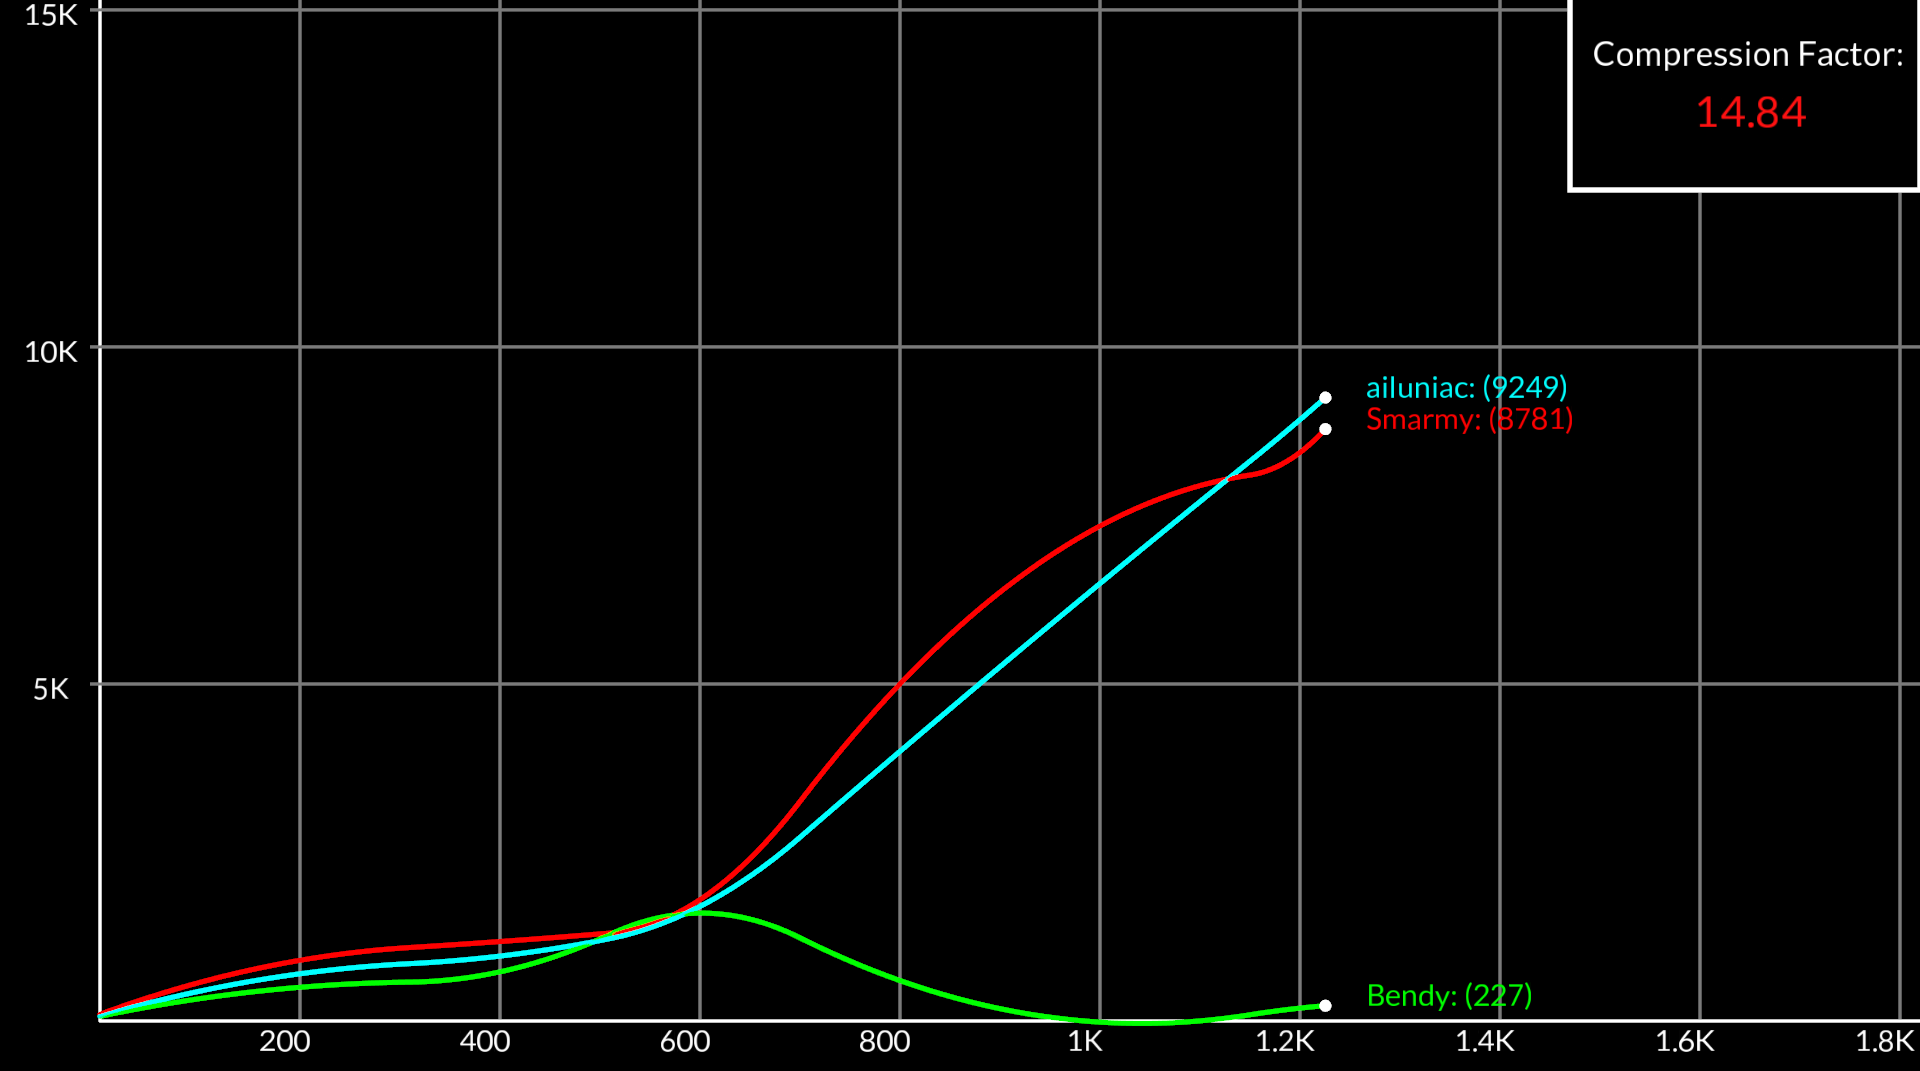 15K
Compression Factor:
14.84
10K
ailuniac: (9249)
Smarmy: (8781)
5K
Bendy: (227)
200 400 600 800 1K 1.2K 1.4K 1.6K 1.8K